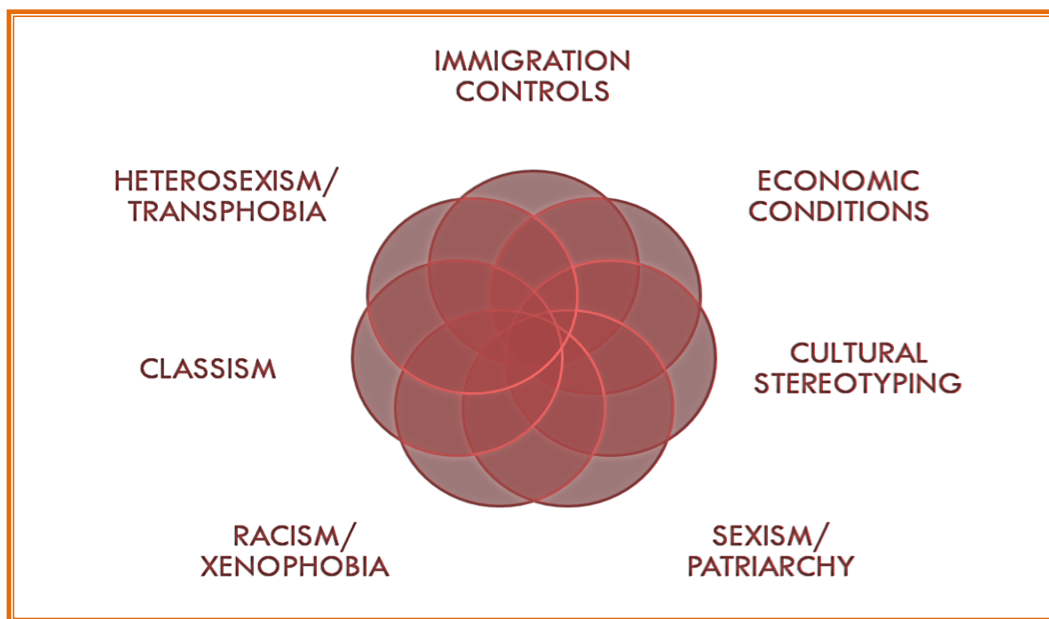 IMMIGRATION
CONTROLS
HETEROSEXISM/
TRANSPHOBIA
ECONOMIC
CONDITIONS
CLASSISM
CULTURAL
STEREOTYPING
RACISM/
XENOPHOBIA
SEXISM/
PATRIARCHY